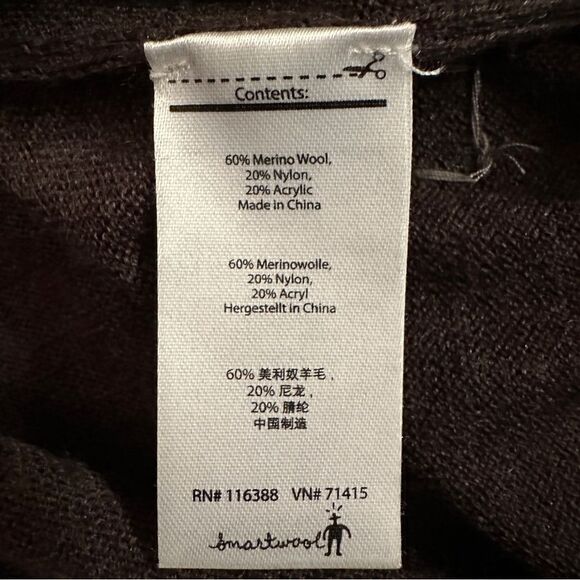 Contents:
60% Merino Wool,
20% Nylon,
20% Acrylic
Made in China
60% Merinowolle,
20% Nylon,
20% Acryl
Hergestellt in China
60% 美利奴羊毛，
20% 尼龙，
20% 腈纶
中国制造
RN# 116388 VN# 71415
smartwool